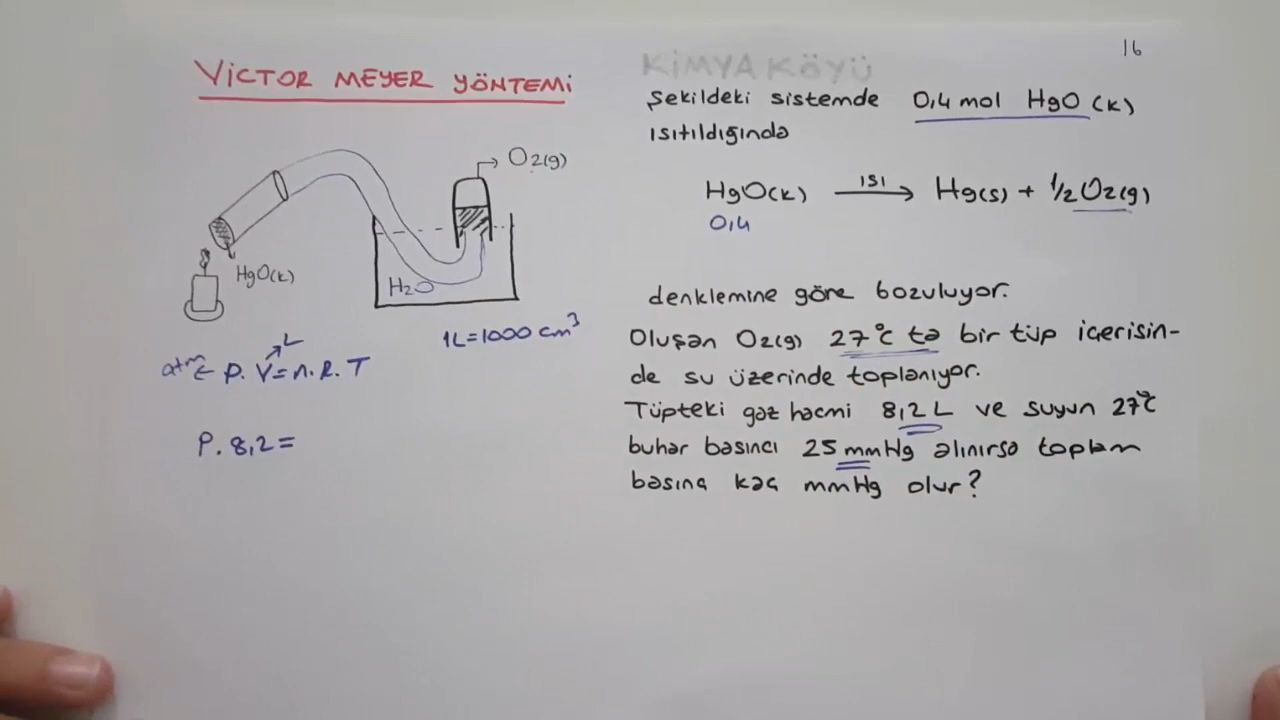 16
VİCTOR MEYER YÖNTEMİ
KİMYA KÖYÜ
Şekildeki sistemde 0,4 mol HgO (k)
ısıtıldığında
O2(g)
HgO(k) ısı→ Hg(s) + 1/2 O2(g)
0,4
HgO(k)
H2O
denklemine göre bozuluyor.
1L=1000 cm³
Oluşan O2(g) 27°C ta bir tüp içerisin-
de su üzerinde toplanıyor.
Tüpteki gaz hacmi 8,2 L ve suyun 27°C
buhar basıncı 25 mmHg alınırsa toplam
basınç kaç mmHg olur?
L
atm ← P. V= n. R. T
P. 8,2 =